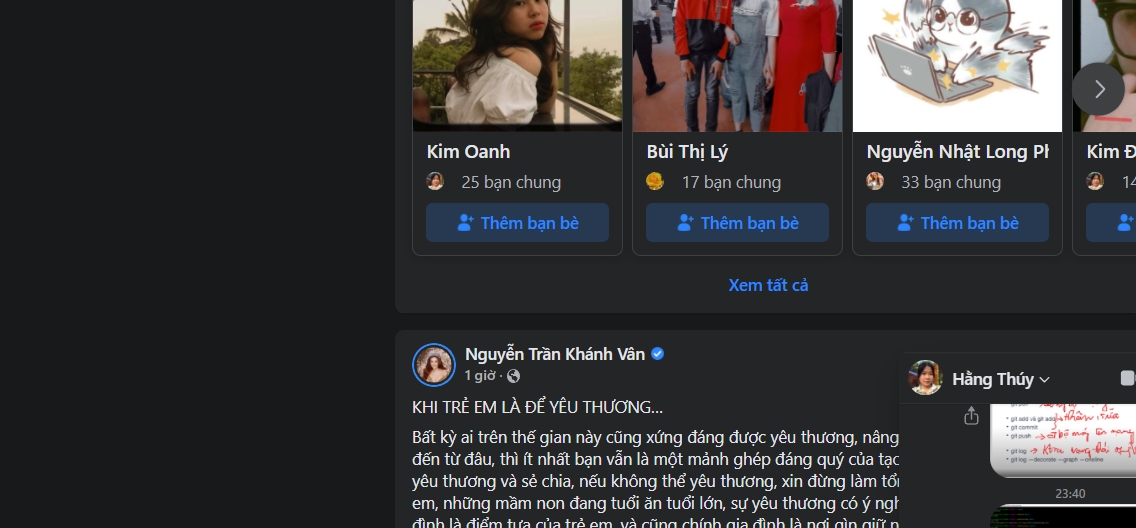 Kim Oanh
25 bạn chung
Thêm bạn bè
Bùi Thị Lý
17 bạn chung
Thêm bạn bè
Nguyễn Nhật Long Ph
33 bạn chung
Thêm bạn bè
Kim Đ
14
Xem tất cả
Nguyễn Trần Khánh Vân
1 giờ ·
KHI TRẺ EM LÀ ĐỂ YÊU THƯƠNG...
Bất kỳ ai trên thế gian này cũng xứng đáng được yêu thương, nâng
đến từ đâu, thì ít nhất bạn vẫn là một mảnh ghép đáng quý của tạo
yêu thương và sẻ chia, nếu không thể yêu thương, xin đừng làm tổn
em, những mầm non đang tuổi ăn tuổi lớn, sự yêu thương có ý ngh
đình là điểm tựa của trẻ em, và cũng chính gia đình là nơi gìn giữ n
Hằng Thúy
git add và git add
git commit
git push
git log
git log --decorate --graph --oneline
23:40